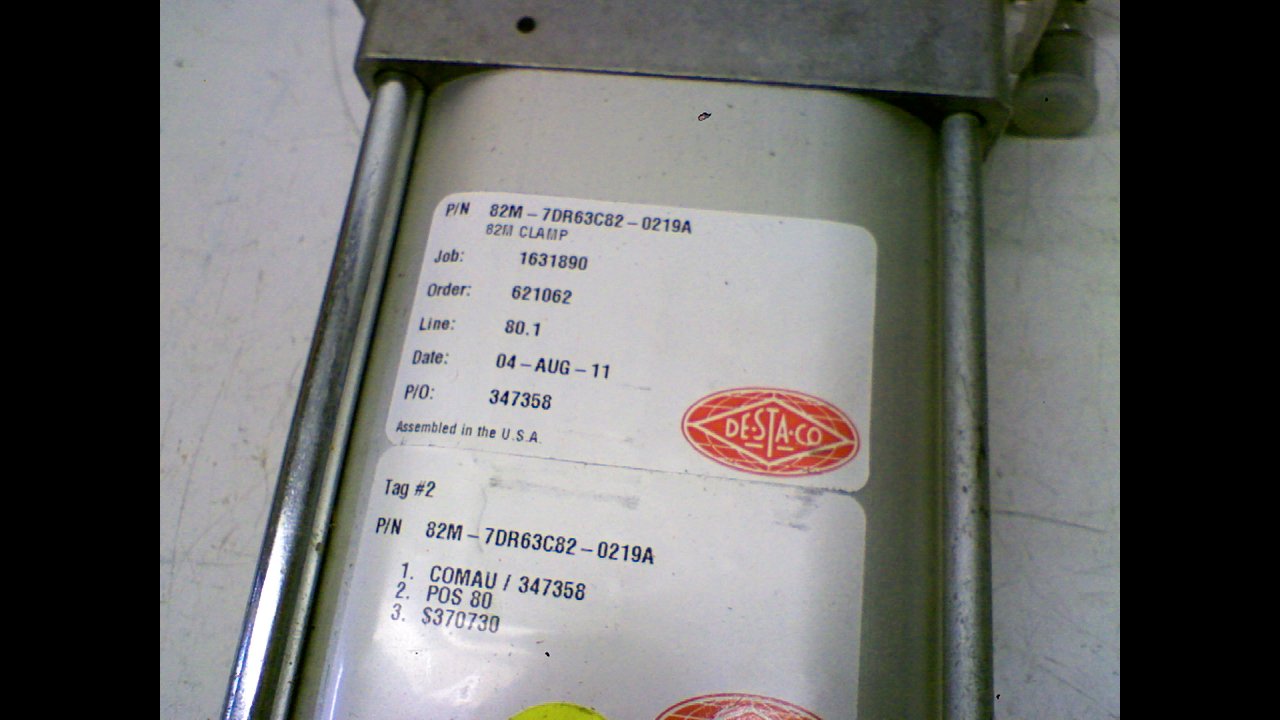 P/N 82M-7DR63C82-0219A
82M CLAMP
Job: 1631890
Order: 621062
Line: 80.1
Date: 04-AUG-11
P/O: 347358
Assembled in the U.S.A.
DE-STA-CO
Tag #2
P/N 82M-7DR63C82-0219A
1. COMAU / 347358
2. POS 80
3. S370730